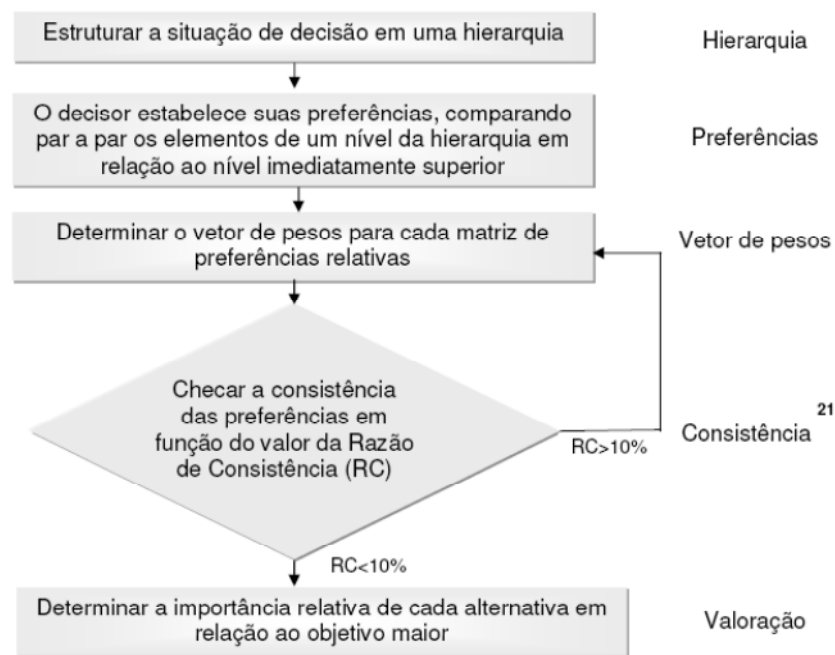 Estruturar a situação de decisão em uma hierarquia
Hierarquia
O decisor estabelece suas preferências, comparando
par a par os elementos de um nível da hierarquia em
relação ao nível imediatamente superior
Preferências
Determinar o vetor de pesos para cada matriz de
preferências relativas
Vetor de pesos
Checar a consistência
das preferências em
função do valor da Razão
de Consistência (RC)
RC>10%
Consistência 21
RC<10%
Determinar a importância relativa de cada alternativa em
relação ao objetivo maior
Valoração